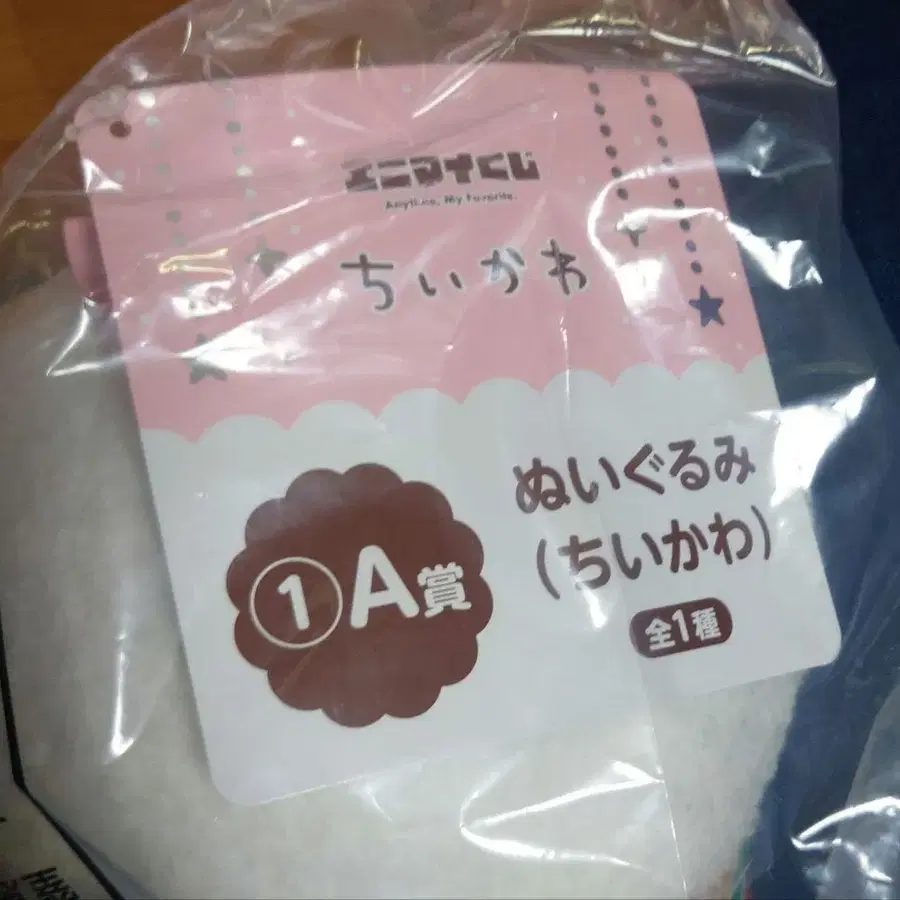 エニマイくじ
AnyLice, My Favorite.
ちいかわ
①A賞
ぬいぐるみ
(ちいかわ)
全1種